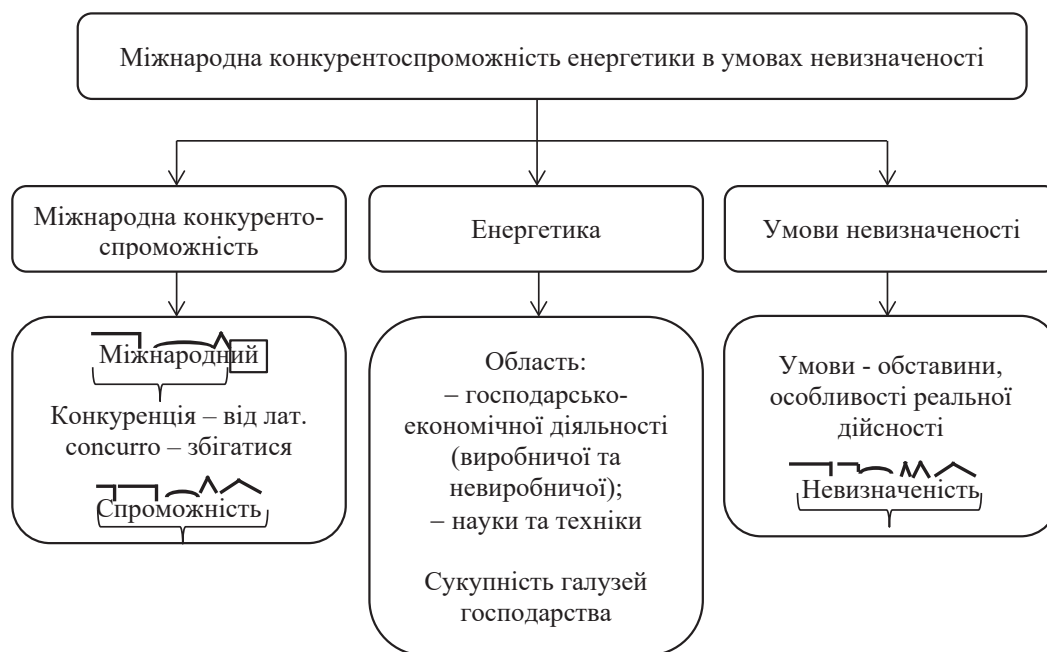 Міжнародна конкурентоспроможність енергетики в умовах невизначеності
Міжнародна конкуренто-
спроможність
Енергетика
Умови невизначеності
Міжнародний
Конкуренція – від лат.
concurro – збігатися
Спроможність
Область:
– господарсько-
економічної діяльності
(виробничої та
невиробничої);
– науки та техніки
Сукупність галузей
господарства
Умови - обставини,
особливості реальної
дійсності
Невизначеність